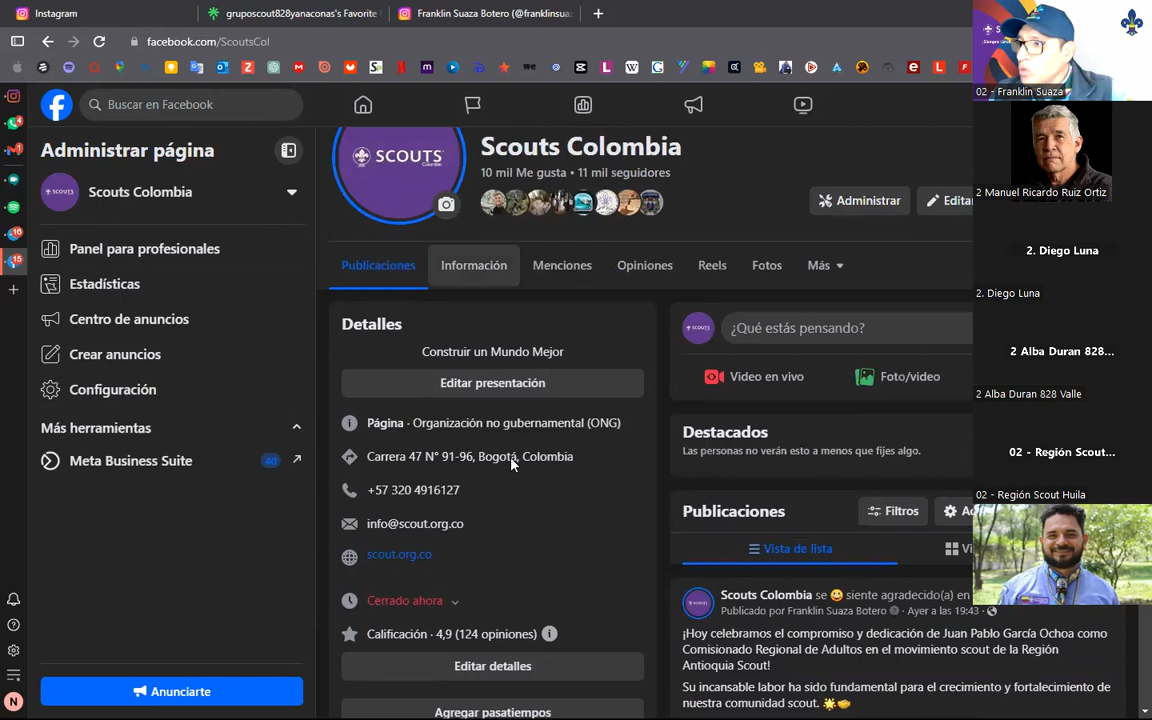 Instagram
gruposcout828yanaconas's Favorite
Franklin Suaza Botero (@franklinsua
facebook.com/ScoutsCol
Buscar en Facebook
Administrar página
Scouts Colombia
Panel para profesionales
Estadísticas
Centro de anuncios
Crear anuncios
Configuración
Más herramientas
Meta Business Suite
40
Anunciarte
SCOUTS
Scouts Colombia
10 mil Me gusta • 11 mil seguidores
Administrar
Editar
Publicaciones
Información
Menciones
Opiniones
Reels
Fotos
Más
Detalles
Construir un Mundo Mejor
Editar presentación
Página · Organización no gubernamental (ONG)
Carrera 47 N° 91-96, Bogotá, Colombia
+57 320 4916127
info@scout.org.co
scout.org.co
Cerrado ahora
Calificación · 4,9 (124 opiniones)
Editar detalles
Agregar pasatiempos
¿Qué estás pensando?
Video en vivo
Foto/video
Destacados
Las personas no verán esto a menos que fijes algo.
Publicaciones
Filtros
Vista de lista
Scouts Colombia se 😀 siente agradecido(a) en
Publicado por Franklin Suaza Botero · Ayer a las 19:43 ·
¡Hoy celebramos el compromiso y dedicación de Juan Pablo García Ochoa como
Comisionado Regional de Adultos en el movimiento scout de la Región
Antioquia Scout!
Su incansable labor ha sido fundamental para el crecimiento y fortalecimiento de
nuestra comunidad scout. 🌟🤝
02 - Franklin Suaza
2 Manuel Ricardo Ruiz Ortiz
2. Diego Luna
2. Diego Luna
2 Alba Duran 828...
2 Alba Duran 828 Valle
02 - Región Scout...
02 - Región Scout Huila